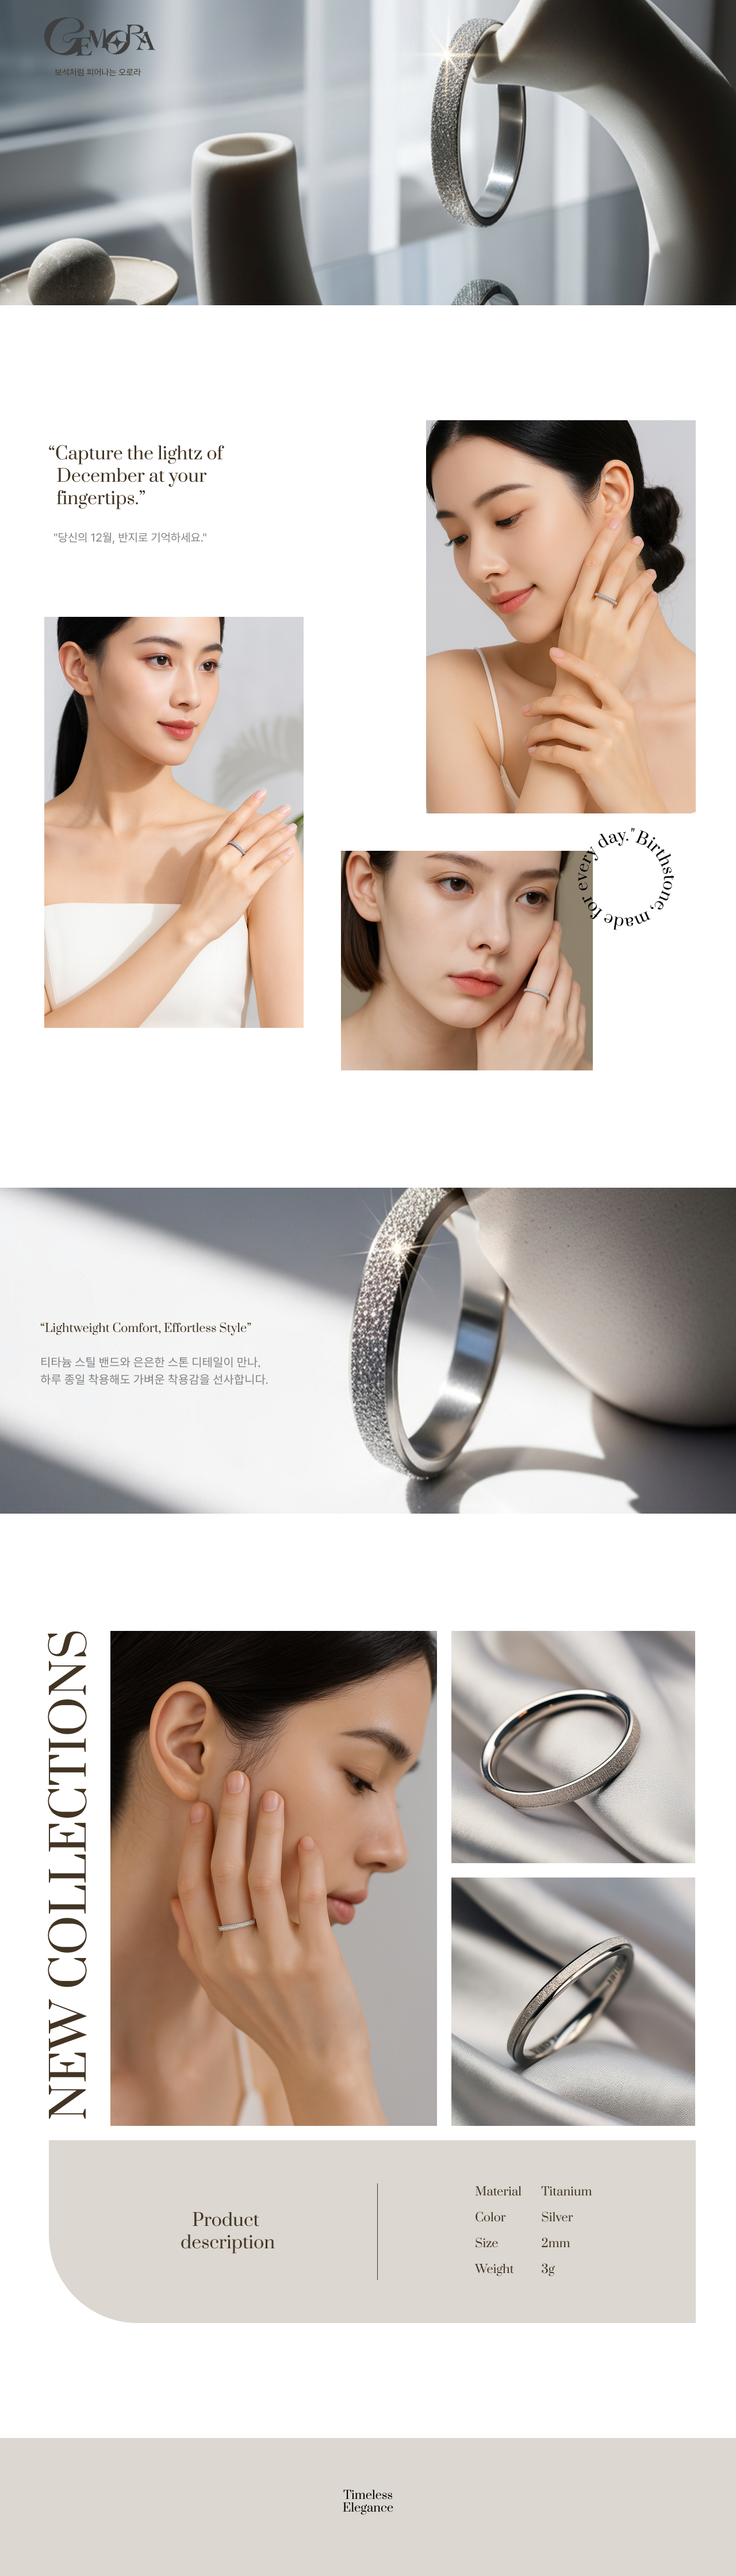 GEMORA
보석처럼 피어나는 오로라
“Capture the lightz of
December at your
fingertips.”
"당신의 12월, 반지로 기억하세요."
"Birthstone, made for every day."
“Lightweight Comfort, Effortless Style”
티타늄 스틸 밴드와 은은한 스톤 디테일이 만나,
하루 종일 착용해도 가벼운 착용감을 선사합니다.
NEW COLLECTIONS
Product
description
Material Titanium
Color Silver
Size 2mm
Weight 3g
Timeless
Elegance